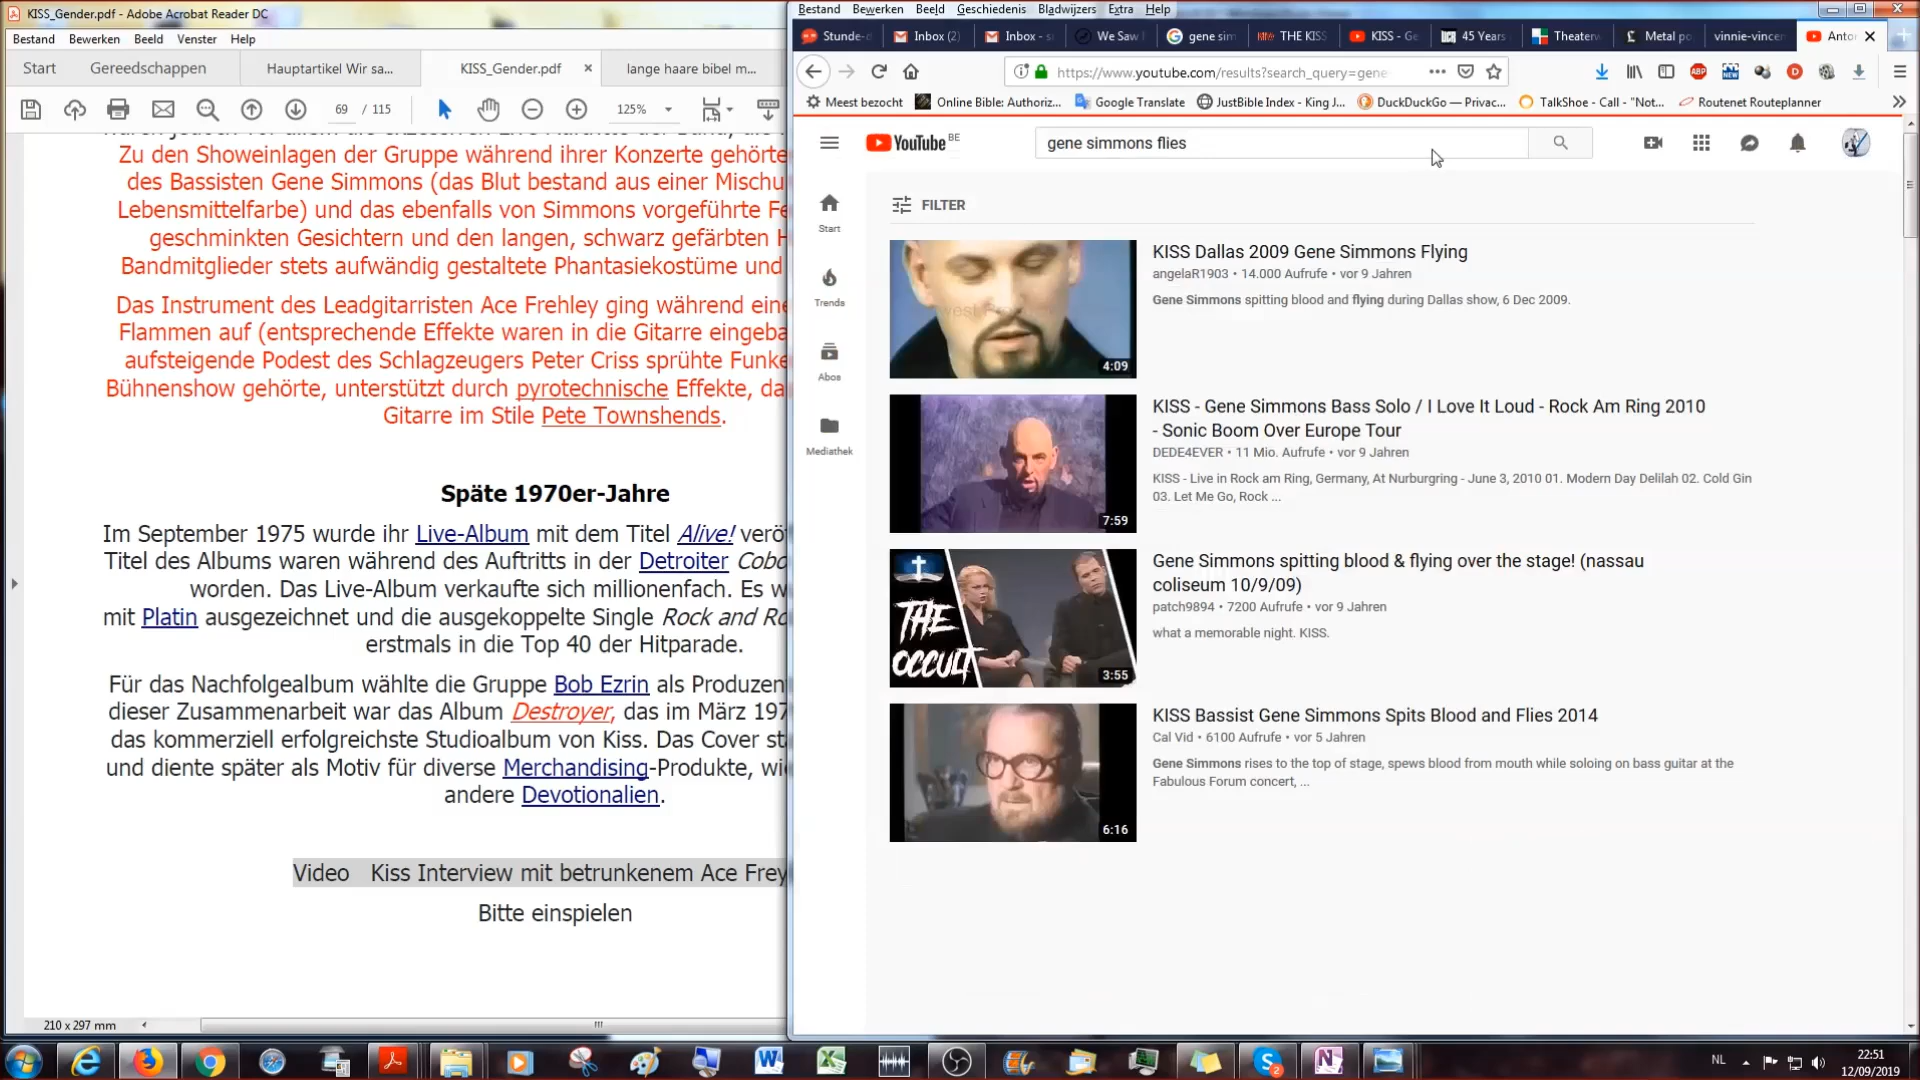 KISS_Gender.pdf - Adobe Acrobat Reader DC
Bestand Bewerken Beeld Venster Help
Start Gereedschappen Hauptartikel Wir sa... KISS_Gender.pdf × lange haare bibel m...
69 / 115 125%
Zu den Showeinlagen der Gruppe während ihrer Konzerte gehörte
des Bassisten Gene Simmons (das Blut bestand aus einer Mischu
Lebensmittelfarbe) und das ebenfalls von Simmons vorgeführte Fe
geschminkten Gesichtern und den langen, schwarz gefärbten H
Bandmitglieder stets aufwändig gestaltete Phantasiekostüme und
Das Instrument des Leadgitarristen Ace Frehley ging während eine
Flammen auf (entsprechende Effekte waren in die Gitarre eingeba
aufsteigende Podest des Schlagzeugers Peter Criss sprühte Funke
Bühnenshow gehörte, unterstützt durch pyrotechnische Effekte, da
Gitarre im Stile Pete Townshends.
Späte 1970er-Jahre
Im September 1975 wurde ihr Live-Album mit dem Titel Alive! verö
Titel des Albums waren während des Auftritts in der Detroiter Cobo
worden. Das Live-Album verkaufte sich millionenfach. Es w
mit Platin ausgezeichnet und die ausgekoppelte Single Rock and Ro
erstmals in die Top 40 der Hitparade.
Für das Nachfolgealbum wählte die Gruppe Bob Ezrin als Produzen
dieser Zusammenarbeit war das Album Destroyer, das im März 197
das kommerziell erfolgreichste Studioalbum von Kiss. Das Cover st
und diente später als Motiv für diverse Merchandising-Produkte, wi
andere Devotionalien.
Video Kiss Interview mit betrunkenem Ace Frey
Bitte einspielen
210 x 297 mm
Bestand Bewerken Beeld Geschiedenis Bladwijzers Extra Help
Stunde-d Inbox (2) Inbox - s We Saw gene sim THE KISS KISS - Ge 45 Years Theaterw Metal po vinnie-vincen Anto
https://www.youtube.com/results?search_query=gene
Meest bezocht Online Bible: Authoriz... Google Translate JustBible Index - King J... DuckDuckGo — Privac... TalkShoe - Call - "Not... Routenet Routeplanner
YouTube BE
gene simmons flies
FILTER
Start
Trends
Abos
Mediathek
4:09
KISS Dallas 2009 Gene Simmons Flying
angelaR1903 • 14.000 Aufrufe • vor 9 Jahren
Gene Simmons spitting blood and flying during Dallas show, 6 Dec 2009.
7:59
KISS - Gene Simmons Bass Solo / I Love It Loud - Rock Am Ring 2010
- Sonic Boom Over Europe Tour
DEDE4EVER • 11 Mio. Aufrufe • vor 9 Jahren
KISS - Live in Rock am Ring, Germany, At Nurburgring - June 3, 2010 01. Modern Day Delilah 02. Cold Gin
03. Let Me Go, Rock ...
THE
OCCULT
3:55
Gene Simmons spitting blood & flying over the stage! (nassau
coliseum 10/9/09)
patch9894 • 7200 Aufrufe • vor 9 Jahren
what a memorable night. KISS.
6:16
KISS Bassist Gene Simmons Spits Blood and Flies 2014
Cal Vid • 6100 Aufrufe • vor 5 Jahren
Gene Simmons rises to the top of stage, spews blood from mouth while soloing on bass guitar at the
Fabulous Forum concert, ...
NL
22:51
12/09/2019